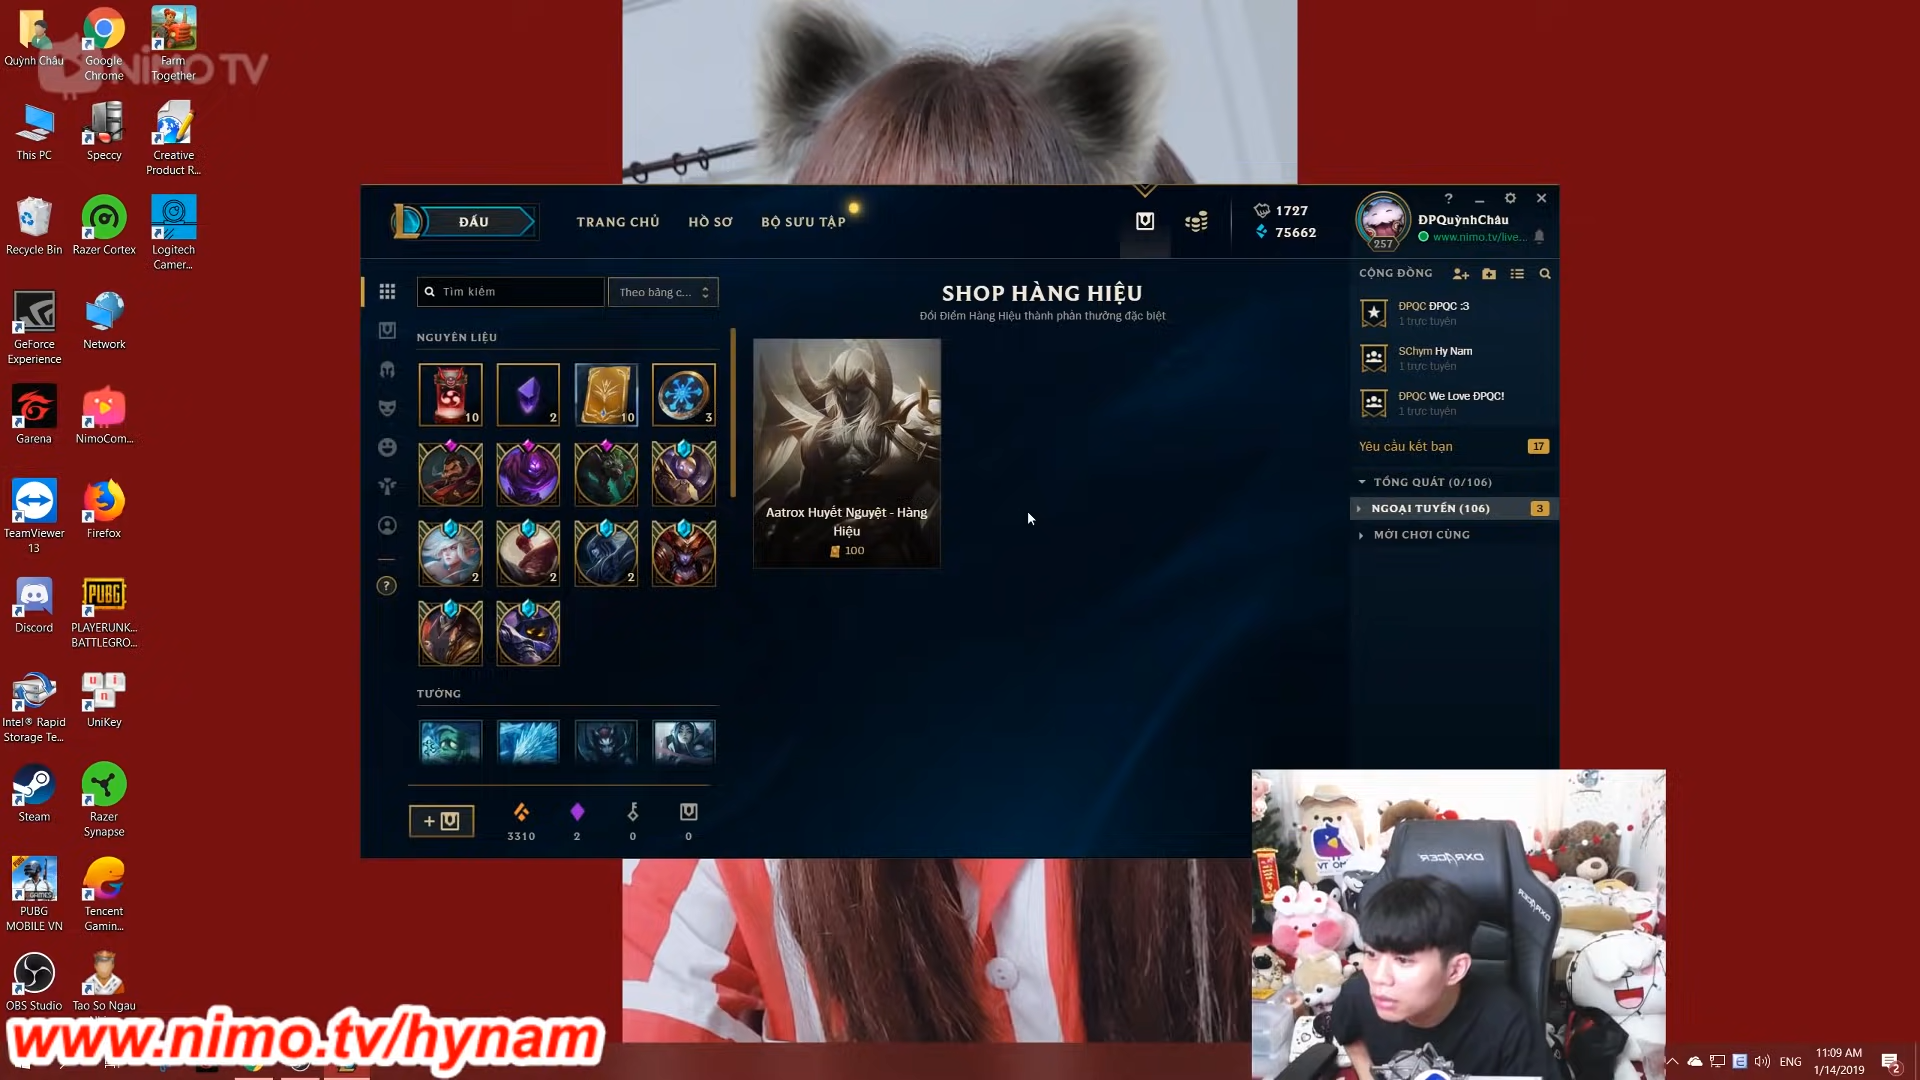 Quỳnh Châu
Google
Chrome
Farm
Together
NIMO TV
This PC
Speccy
Creative
Product R...
Recycle Bin
Razer Cortex
Logitech
Camer...
GeForce
Experience
Network
Garena
NimoCom...
TeamViewer
13
Firefox
Discord
PLAYERUNK...
BATTLEGRO...
Intel® Rapid
Storage Te...
UniKey
Steam
Razer
Synapse
PUBG
MOBILE VN
Tencent
Gamin...
OBS Studio
Tao So Ngau
www.nimo.tv/hynam
ĐẤU
TRANG CHỦ
HỒ SƠ
BỘ SƯU TẬP
1727
75662
257
ĐPQuỳnhChâu
www.nimo.tv/live...
Tìm kiếm
Theo bảng c...
NGUYÊN LIỆU
10
2
10
3
2
2
2
TƯỚNG
3310
2
0
0
SHOP HÀNG HIỆU
Đổi Điểm Hàng Hiệu thành phần thưởng đặc biệt
Aatrox Huyết Nguyệt - Hàng
Hiệu
100
CỘNG ĐỒNG
ĐPQC ĐPQC :3
1 trực tuyến
SChym Hy Nam
1 trực tuyến
ĐPQC We Love ĐPQC!
1 trực tuyến
Yêu cầu kết bạn
17
TỔNG QUÁT (0/106)
NGOẠI TUYẾN (106)
3
MỚI CHƠI CÙNG
DXRACER
ENG
11:09 AM
1/14/2019
2